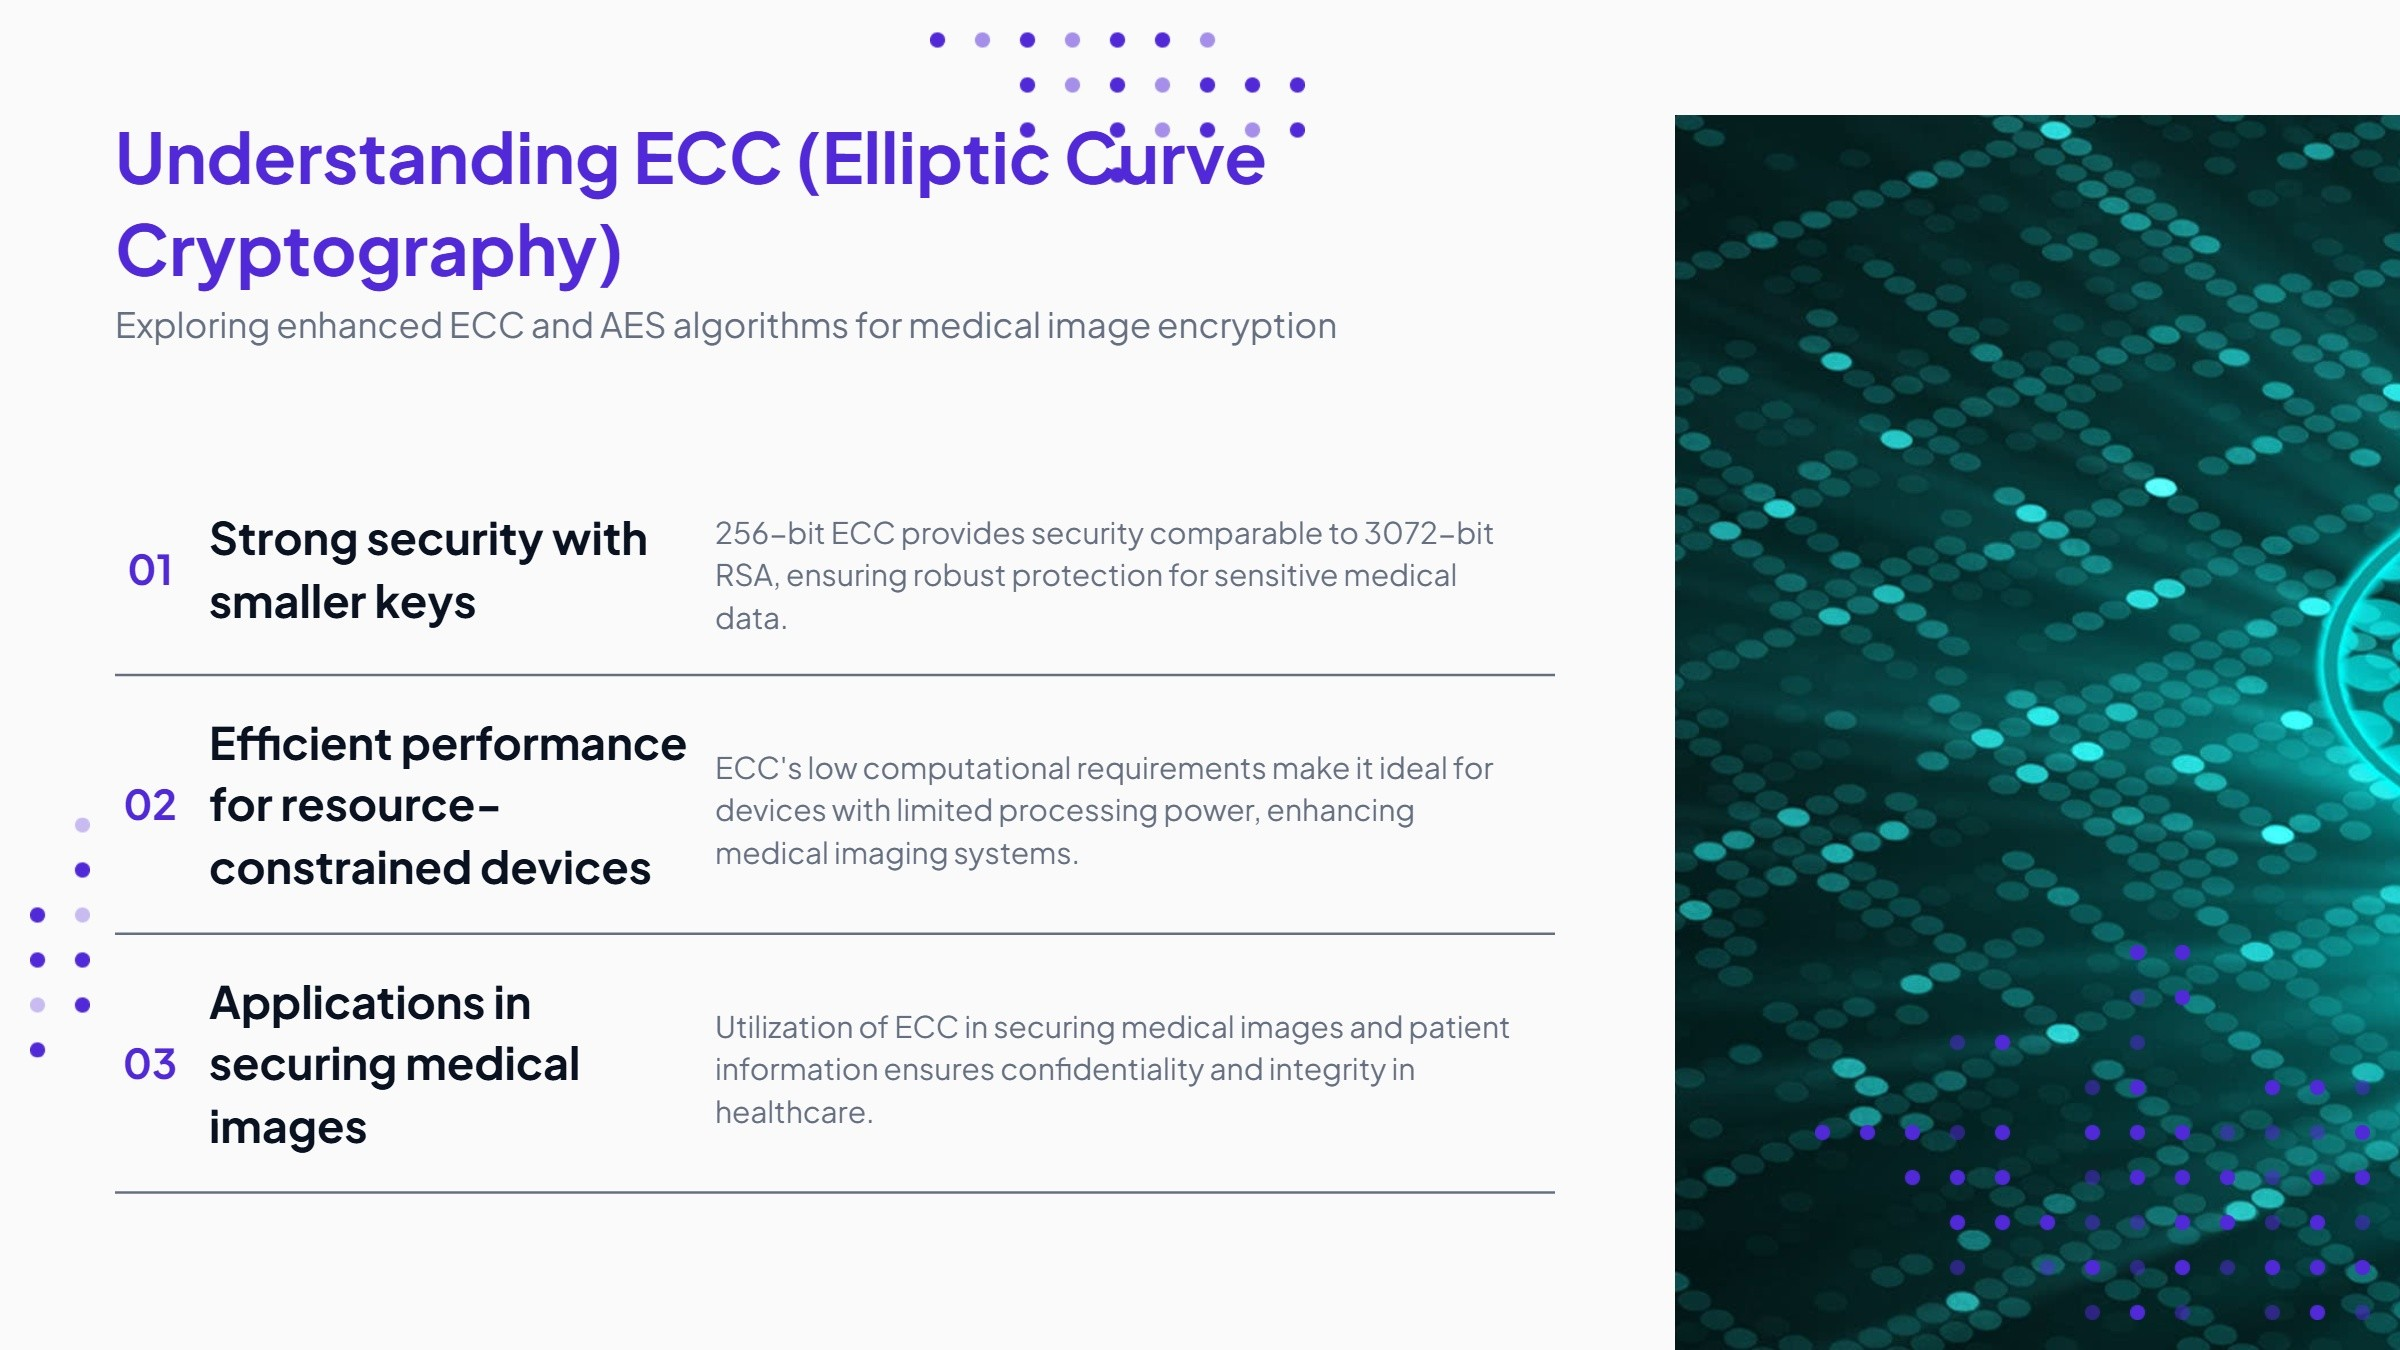 Understanding ECC (Elliptic Curve
Cryptography)
Exploring enhanced ECC and AES algorithms for medical image encryption
01
Strong security with
smaller keys
256-bit ECC provides security comparable to 3072-bit
RSA, ensuring robust protection for sensitive medical
data.
02
Efficient performance
for resource-
constrained devices
ECC's low computational requirements make it ideal for
devices with limited processing power, enhancing
medical imaging systems.
03
Applications in
securing medical
images
Utilization of ECC in securing medical images and patient
information ensures confidentiality and integrity in
healthcare.